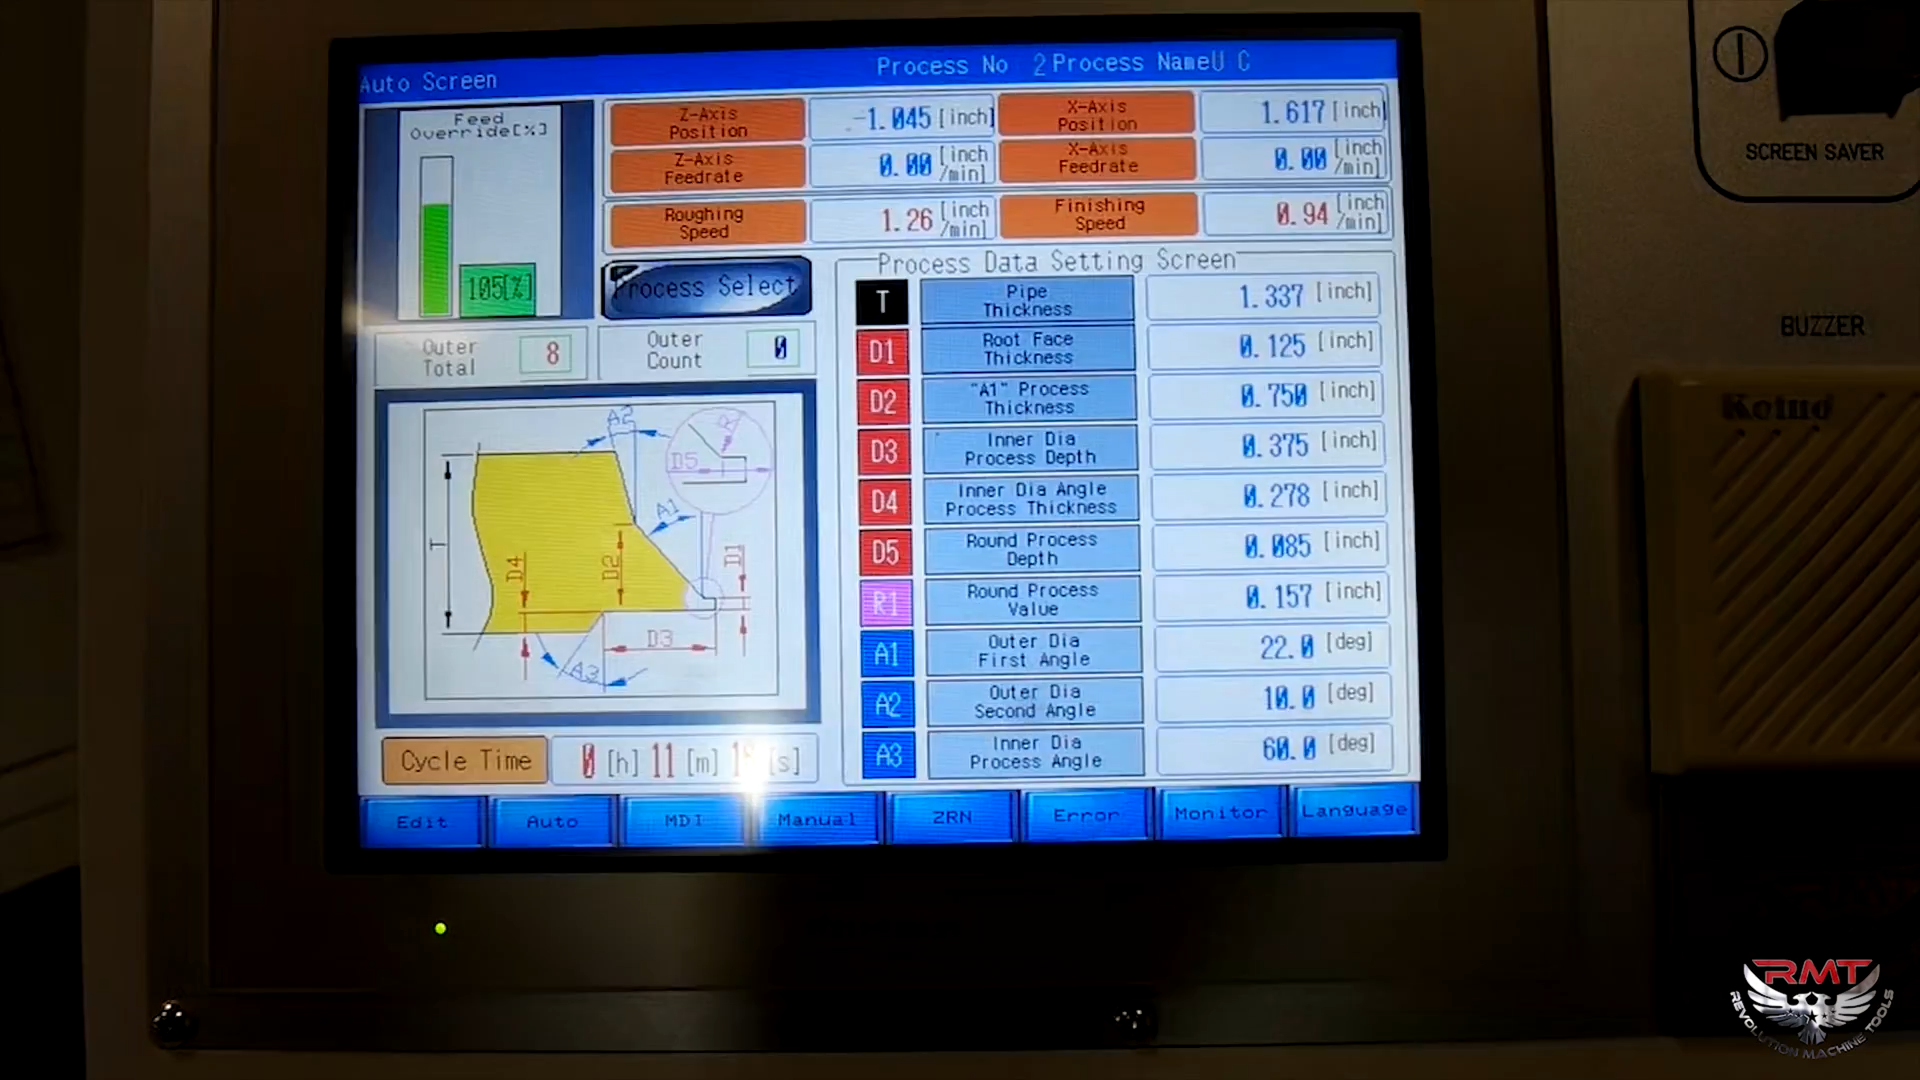 Auto Screen
Process No 2 Process Name U C
Feed
Override[%]
105[%]
Z-Axis
Position
-1.045 [inch]
X-Axis
Position
1.617 [inch]
Z-Axis
Feedrate
0.00 [inch
/min]
X-Axis
Feedrate
0.00 [inch
/min]
Roughing
Speed
1.26 [inch
/min]
Finishing
Speed
0.94 [inch
/min]
Process Select
Outer
Total
8
Outer
Count
0
Process Data Setting Screen
T
Pipe
Thickness
1.337 [inch]
D1
Root Face
Thickness
0.125 [inch]
D2
"A1" Process
Thickness
0.750 [inch]
D3
Inner Dia
Process Depth
0.375 [inch]
D4
Inner Dia Angle
Process Thickness
0.278 [inch]
D5
Round Process
Depth
0.085 [inch]
R1
Round Process
Value
0.157 [inch]
A1
Outer Dia
First Angle
22.0 [deg]
A2
Outer Dia
Second Angle
10.0 [deg]
A3
Inner Dia
Process Angle
60.0 [deg]
A2
D5
R
A1
T
D4
D2
D1
D3
A3
Cycle Time
0 [h] 11 [m] [s]
Edit
Auto
MDI
Manual
ZRN
Error
Monitor
Language
SCREEN SAVER
BUZZER
Keino
RMT
REVOLUTION MACHINE TOOLS